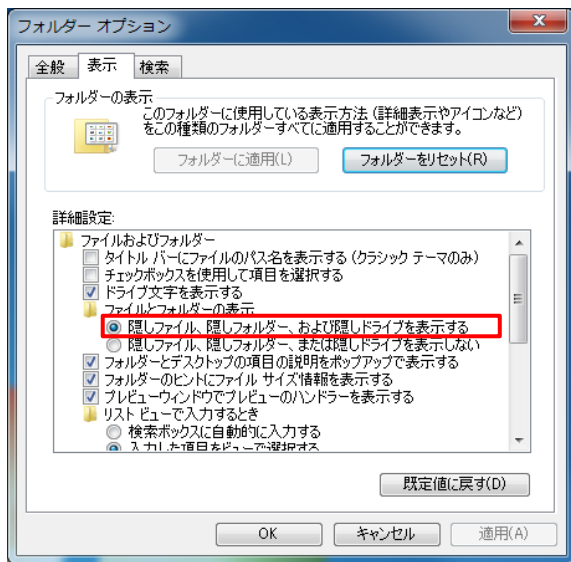 フォルダー オプション
全般 表示 検索
フォルダーの表示
このフォルダーに使用している表示方法（詳細表示やアイコンなど）
をこの種類のフォルダーすべてに適用することができます。
フォルダーに適用(L) フォルダーをリセット(R)
詳細設定:
ファイルおよびフォルダー
タイトル バーにファイルのパス名を表示する (クラシック テーマのみ)
チェックボックスを使用して項目を選択する
ドライブ文字を表示する
ファイルとフォルダーの表示
隠しファイル、隠しフォルダー、および隠しドライブを表示する
隠しファイル、隠しフォルダー、または隠しドライブを表示しない
フォルダーとデスクトップの項目の説明をポップアップで表示する
フォルダーのヒントにファイル サイズ情報を表示する
プレビューウィンドウでプレビューのハンドラーを表示する
リスト ビューで入力するとき
検索ボックスに自動的に入力する
入力した項目をビューで選択する
既定値に戻す(D)
OK キャンセル 適用(A)